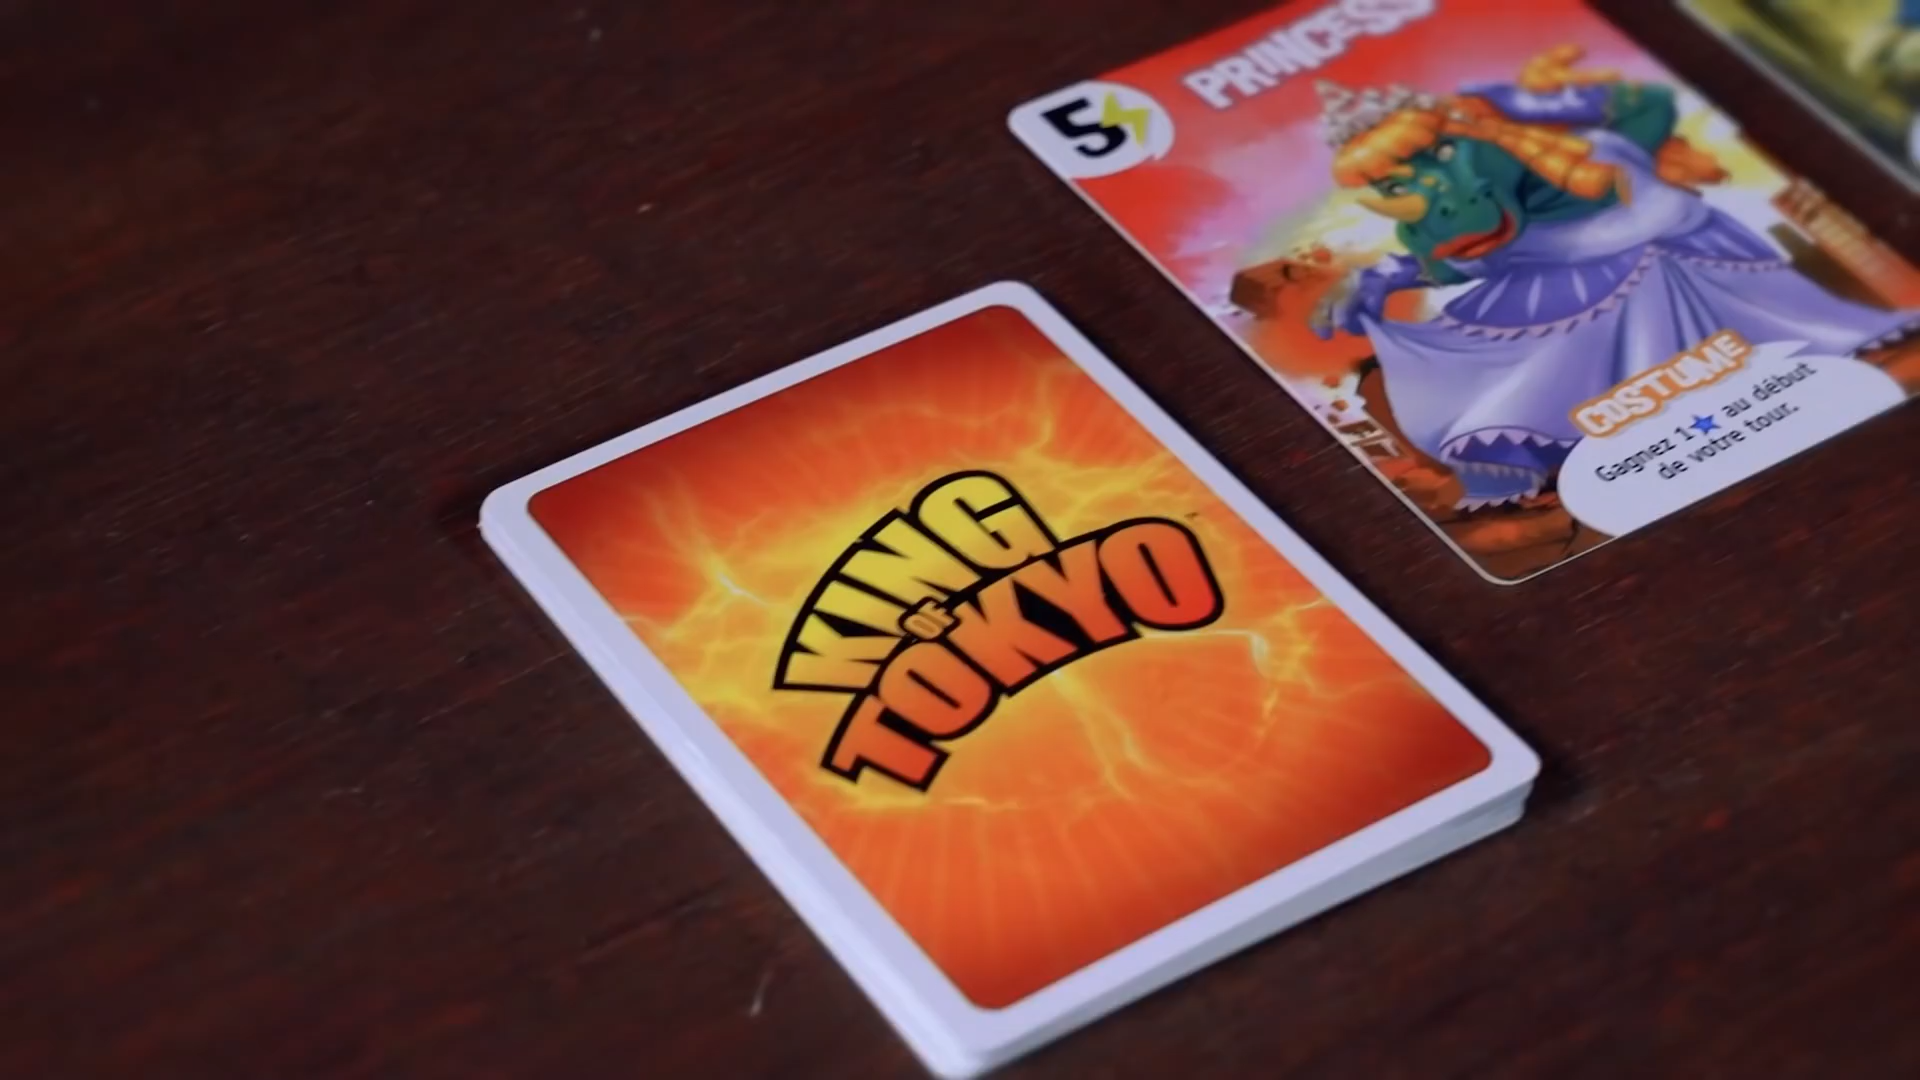 5
PRINCESS
COSTUME
Gagnez 1★ au début
de votre tour.
KING
OF
TOKYO